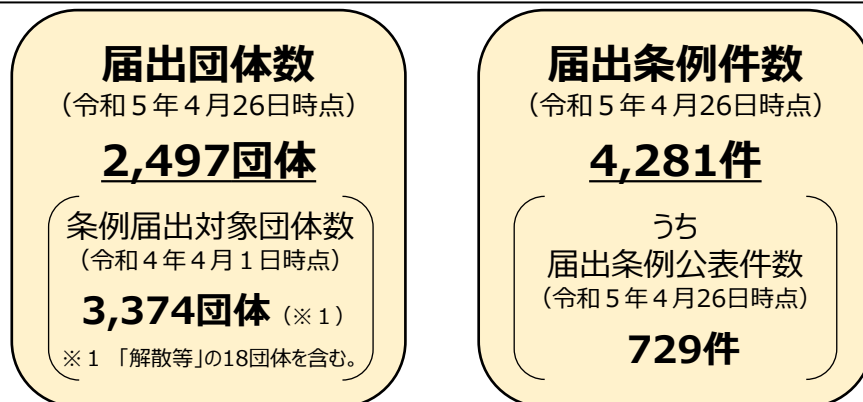 届出団体数
（令和５年４月26日時点）
2,497団体
条例届出対象団体数
（令和４年４月１日時点）
3,374団体（※１）
※１　「解散等」の18団体を含む。
届出条例件数
（令和５年４月26日時点）
4,281件
うち
届出条例公表件数
（令和５年４月26日時点）
729件